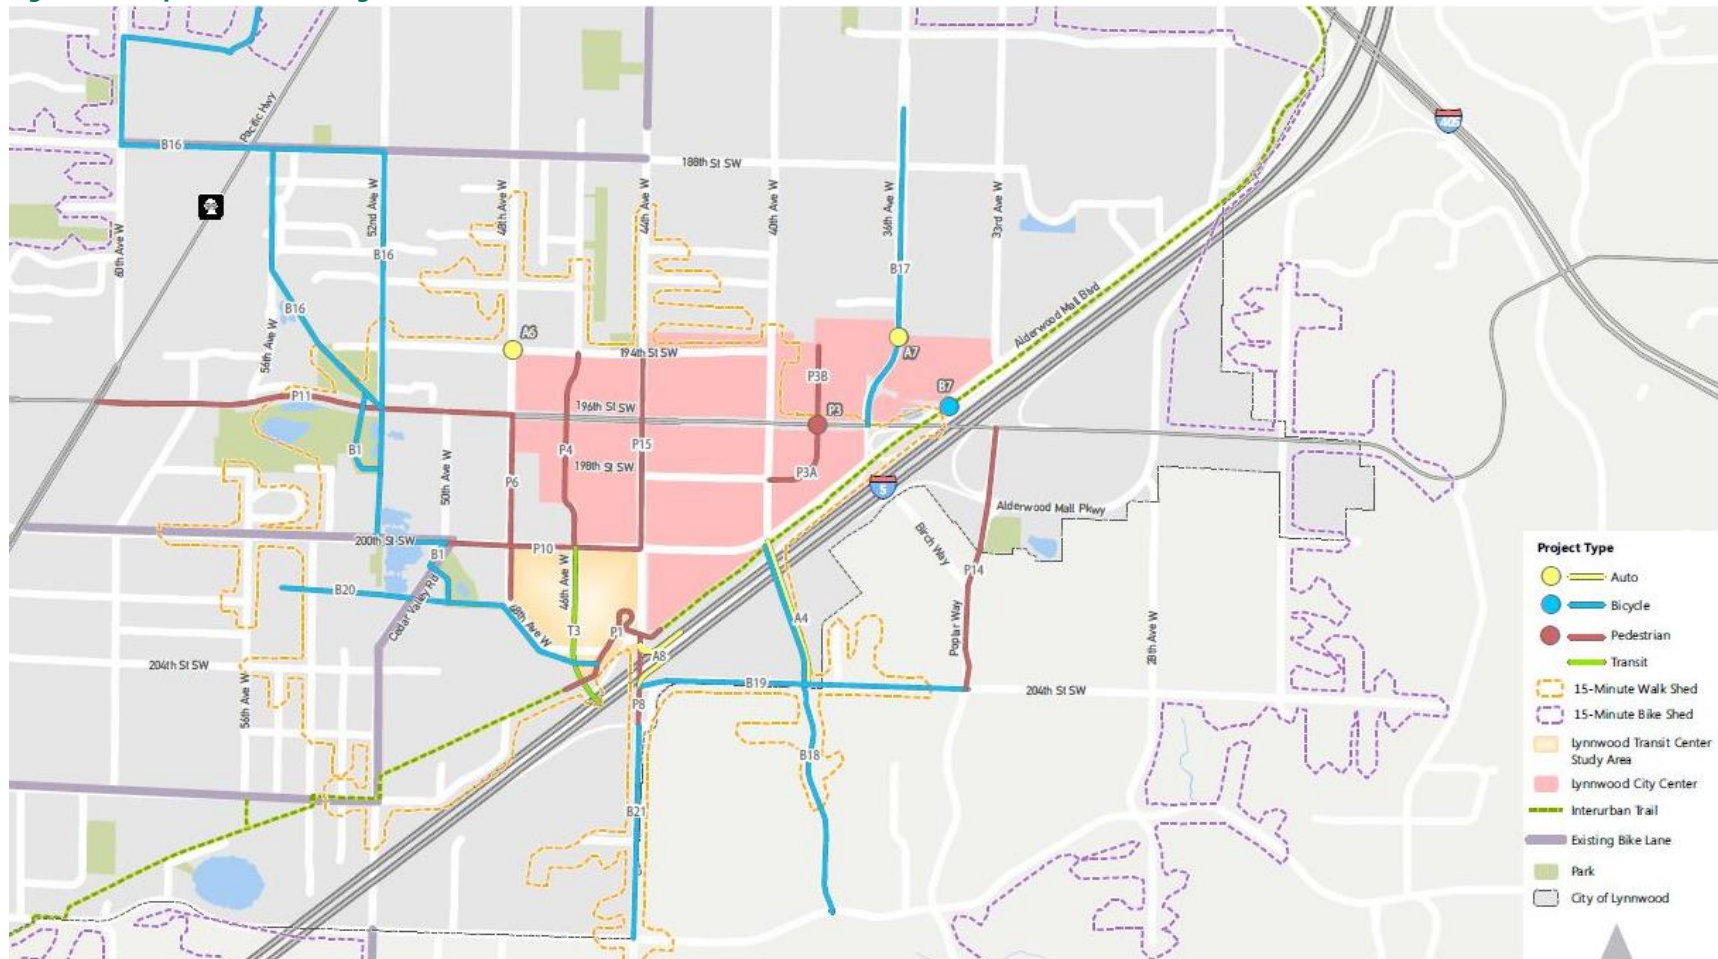 Pacific Hwy
405
B16
188th St SW
60th Ave W
52nd Ave W
48th Ave W
44th Ave W
40th Ave W
36th Ave W
33rd Ave W
B16
B17
B16
Alderwood Mall Blvd
56th Ave W
A6
194th St SW
A7
P3B
B7
P11
196th St SW
P3
B1
P4
P15
198th St SW
P3A
50th Ave W
P6
5
Alderwood Mall Pkwy
200th St SW
Birch Way
B1
P10
P14
B20
46th Ave W
Cedar Valley Rd
48th Ave W
T3
P1
A4
Poplar Way
28th Ave W
A8
204th St SW
56th Ave W
B19
204th St SW
P8
B18
B21
Project Type
Auto
Bicycle
Pedestrian
Transit
15-Minute Walk Shed
15-Minute Bike Shed
Lynnwood Transit Center
Study Area
Lynnwood City Center
Interurban Trail
Existing Bike Lane
Park
City of Lynnwood